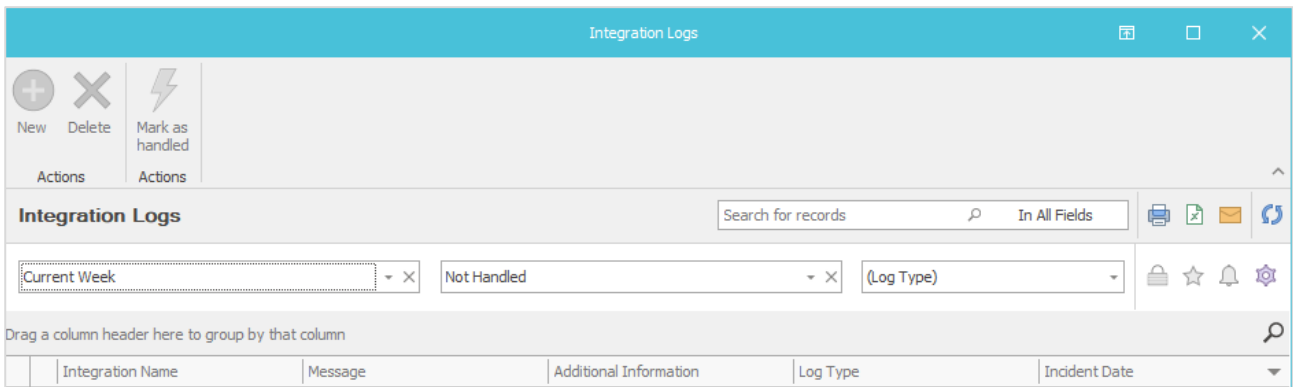 Integration Logs
New Delete Mark as
handled
Actions Actions
Integration Logs Search for records In All Fields
Current Week Not Handled (Log Type)
Drag a column header here to group by that column
Integration Name Message Additional Information Log Type Incident Date